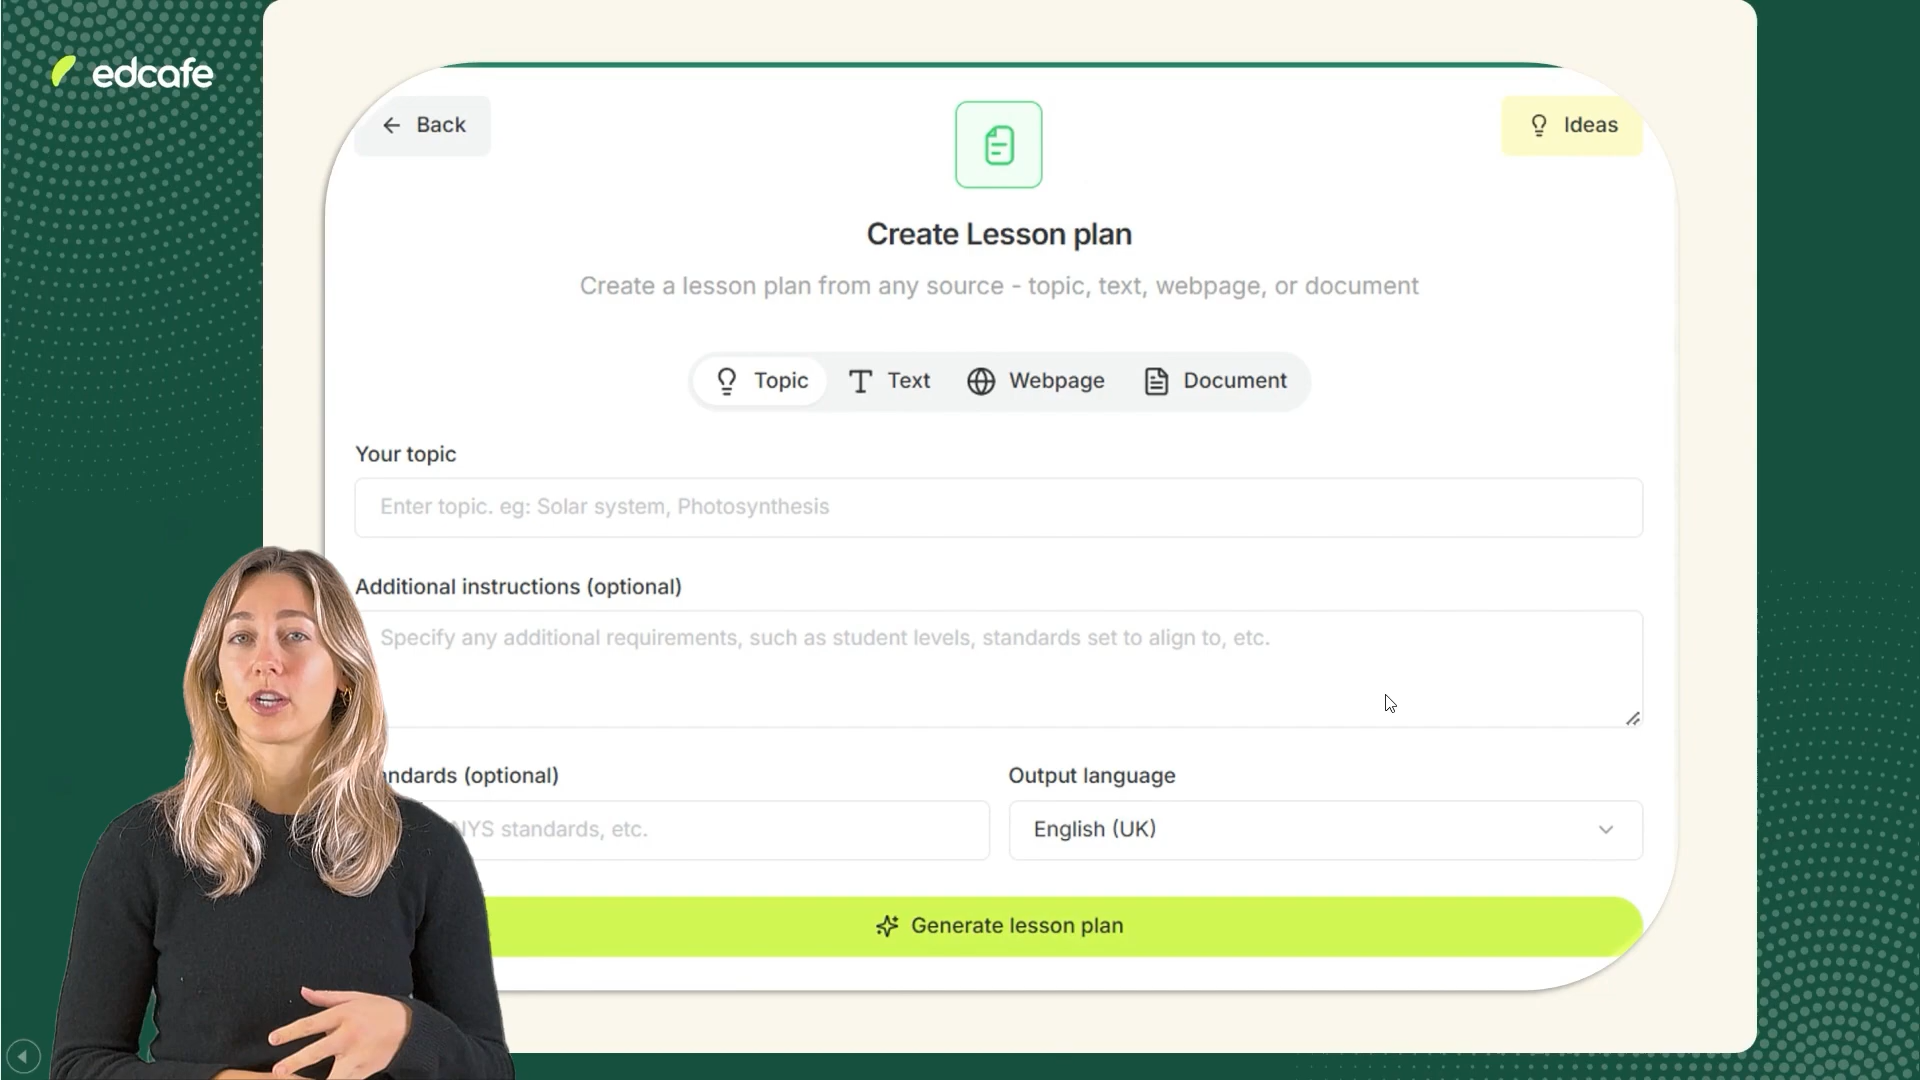 edcafe
Back
Ideas
Create Lesson plan
Create a lesson plan from any source - topic, text, webpage, or document
Topic Text Webpage Document
Your topic
Enter topic. eg: Solar system, Photosynthesis
Additional instructions (optional)
Specify any additional requirements, such as student levels, standards set to align to, etc.
ndards (optional) Output language
NYS standards, etc. English (UK)
Generate lesson plan